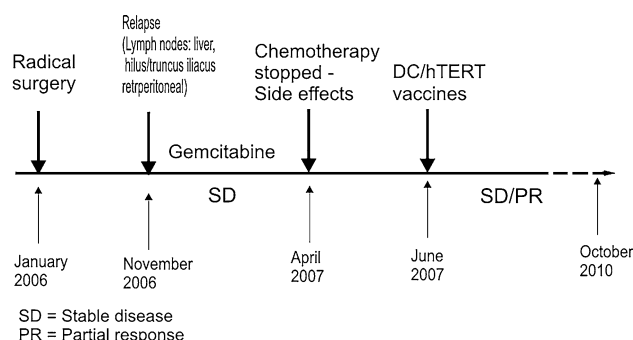 Relapse
(Lymph nodes: liver,
hilus/truncus iliacus
retrperitoneal)
Radical
surgery
Chemotherapy
stopped -
Side effects
DC/hTERT
vaccines
Gemcitabine
SD
SD/PR
January
2006
November
2006
April
2007
June
2007
October
2010
SD = Stable disease
PR = Partial response